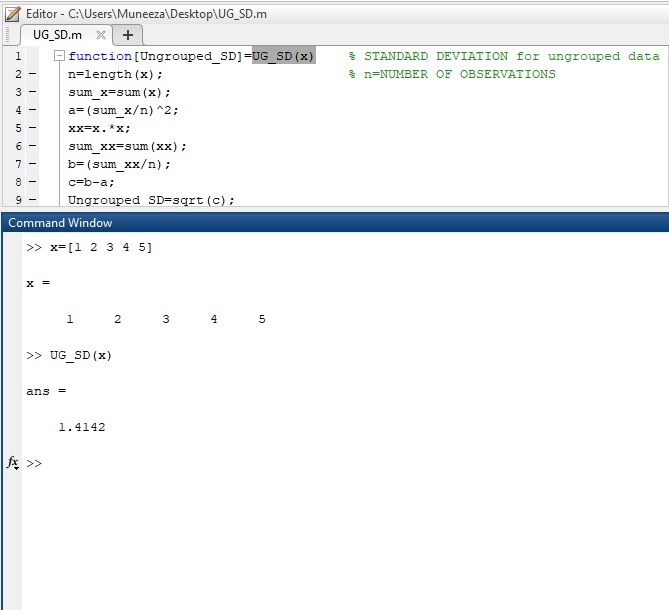 Editor - C:\Users\Muneeza\Desktop\UG_SD.m
UG_SD.m × +
1 function[Ungrouped_SD]=UG_SD(x) % STANDARD DEVIATION for ungrouped data
2 - n=length(x); % n=NUMBER OF OBSERVATIONS
3 - sum_x=sum(x);
4 - a=(sum_x/n)^2;
5 - xx=x.*x;
6 - sum_xx=sum(xx);
7 - b=(sum_xx/n);
8 - c=b-a;
9 - Ungrouped_SD=sqrt(c);
Command Window
>> x=[1 2 3 4 5]
x =
1 2 3 4 5
>> UG_SD(x)
ans =
1.4142
fx >>